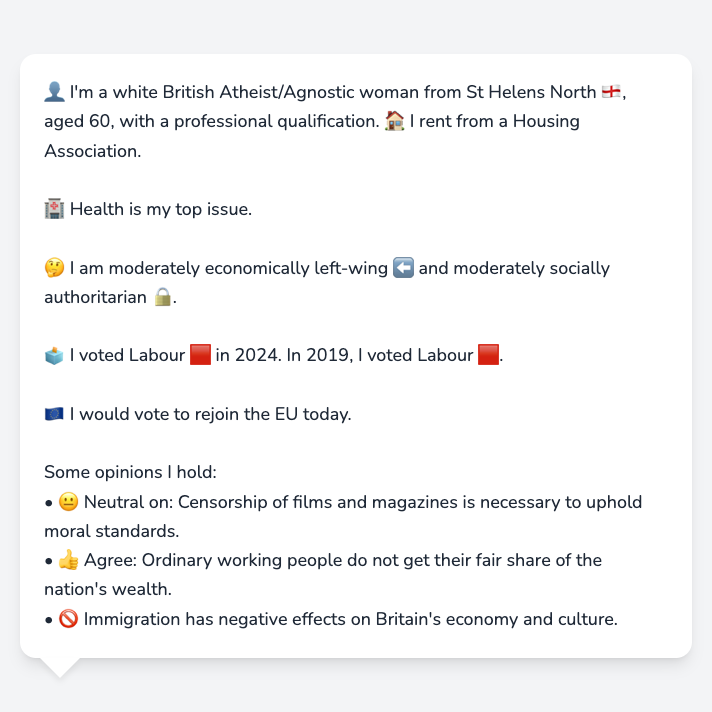 👤 I'm a white British Atheist/Agnostic woman from St Helens North 🏴󠁧󠁢󠁥󠁮󠁧󠁿,
aged 60, with a professional qualification. 🏠 I rent from a Housing
Association.
🏥 Health is my top issue.
🤔 I am moderately economically left-wing ⬅️ and moderately socially
authoritarian 🔒.
🗳️ I voted Labour 🟥 in 2024. In 2019, I voted Labour 🟥.
🇪🇺 I would vote to rejoin the EU today.
Some opinions I hold:
• 😐 Neutral on: Censorship of films and magazines is necessary to uphold
moral standards.
• 👍 Agree: Ordinary working people do not get their fair share of the
nation's wealth.
• 🚫 Immigration has negative effects on Britain's economy and culture.